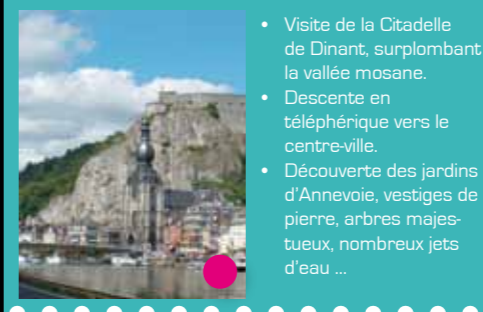 • Visite de la Citadelle
de Dinant, surplombant
la vallée mosane.
• Descente en
téléphérique vers le
centre-ville.
• Découverte des jardins
d'Annevoie, vestiges de
pierre, arbres majes-
tueux, nombreux jets
d'eau ...